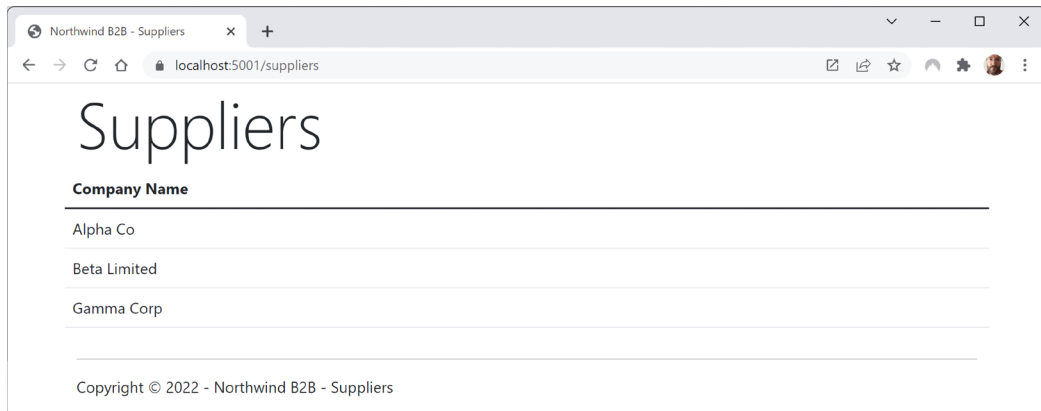 Northwind B2B - Suppliers
localhost:5001/suppliers
Suppliers
Company Name
Alpha Co
Beta Limited
Gamma Corp
Copyright © 2022 - Northwind B2B - Suppliers